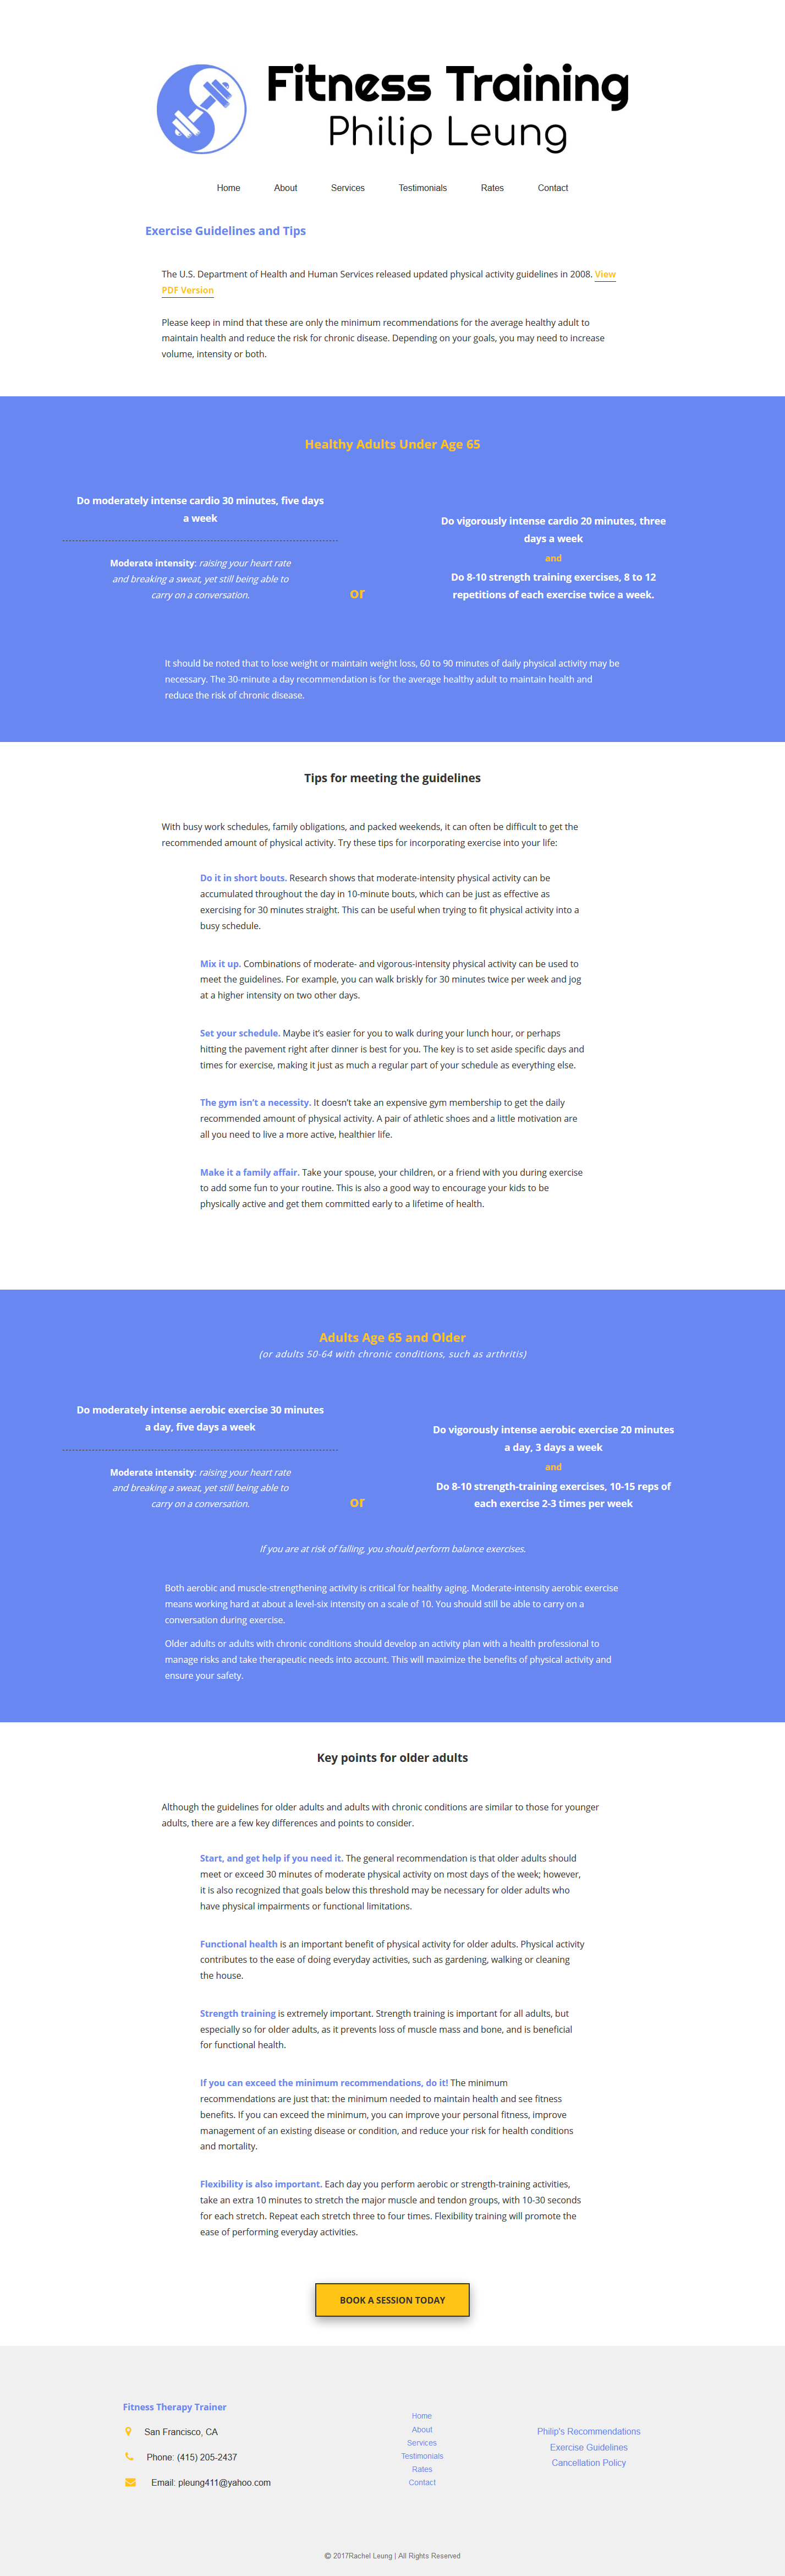 Fitness Training
Philip Leung
Home About Services Testimonials Rates Contact
Exercise Guidelines and Tips
The U.S. Department of Health and Human Services released updated physical activity guidelines in 2008. View
PDF Version
Please keep in mind that these are only the minimum recommendations for the average healthy adult to
maintain health and reduce the risk for chronic disease. Depending on your goals, you may need to increase
volume, intensity or both.
Healthy Adults Under Age 65
Do moderately intense cardio 30 minutes, five days
a week
Moderate intensity: raising your heart rate
and breaking a sweat, yet still being able to
carry on a conversation.
or
Do vigorously intense cardio 20 minutes, three
days a week
and
Do 8-10 strength training exercises, 8 to 12
repetitions of each exercise twice a week.
It should be noted that to lose weight or maintain weight loss, 60 to 90 minutes of daily physical activity may be
necessary. The 30-minute a day recommendation is for the average healthy adult to maintain health and
reduce the risk of chronic disease.
Tips for meeting the guidelines
With busy work schedules, family obligations, and packed weekends, it can often be difficult to get the
recommended amount of physical activity. Try these tips for incorporating exercise into your life:
Do it in short bouts. Research shows that moderate-intensity physical activity can be
accumulated throughout the day in 10-minute bouts, which can be just as effective as
exercising for 30 minutes straight. This can be useful when trying to fit physical activity into a
busy schedule.
Mix it up. Combinations of moderate- and vigorous-intensity physical activity can be used to
meet the guidelines. For example, you can walk briskly for 30 minutes twice per week and jog
at a higher intensity on two other days.
Set your schedule. Maybe it's easier for you to walk during your lunch hour, or perhaps
hitting the pavement right after dinner is best for you. The key is to set aside specific days and
times for exercise, making it just as much a regular part of your schedule as everything else.
The gym isn't a necessity. It doesn't take an expensive gym membership to get the daily
recommended amount of physical activity. A pair of athletic shoes and a little motivation are
all you need to live a more active, healthier life.
Make it a family affair. Take your spouse, your children, or a friend with you during exercise
to add some fun to your routine. This is also a good way to encourage your kids to be
physically active and get them committed early to a lifetime of health.
Adults Age 65 and Older
(or adults 50-64 with chronic conditions, such as arthritis)
Do moderately intense aerobic exercise 30 minutes
a day, five days a week
Moderate intensity: raising your heart rate
and breaking a sweat, yet still being able to
carry on a conversation.
or
Do vigorously intense aerobic exercise 20 minutes
a day, 3 days a week
and
Do 8-10 strength-training exercises, 10-15 reps of
each exercise 2-3 times per week
If you are at risk of falling, you should perform balance exercises.
Both aerobic and muscle-strengthening activity is critical for healthy aging. Moderate-intensity aerobic exercise
means working hard at about a level-six intensity on a scale of 10. You should still be able to carry on a
conversation during exercise.
Older adults or adults with chronic conditions should develop an activity plan with a health professional to
manage risks and take therapeutic needs into account. This will maximize the benefits of physical activity and
ensure your safety.
Key points for older adults
Although the guidelines for older adults and adults with chronic conditions are similar to those for younger
adults, there are a few key differences and points to consider.
Start, and get help if you need it. The general recommendation is that older adults should
meet or exceed 30 minutes of moderate physical activity on most days of the week; however,
it is also recognized that goals below this threshold may be necessary for older adults who
have physical impairments or functional limitations.
Functional health is an important benefit of physical activity for older adults. Physical activity
contributes to the ease of doing everyday activities, such as gardening, walking or cleaning
the house.
Strength training is extremely important. Strength training is important for all adults, but
especially so for older adults, as it prevents loss of muscle mass and bone, and is beneficial
for functional health.
If you can exceed the minimum recommendations, do it! The minimum
recommendations are just that: the minimum needed to maintain health and see fitness
benefits. If you can exceed the minimum, you can improve your personal fitness, improve
management of an existing disease or condition, and reduce your risk for health conditions
and mortality.
Flexibility is also important. Each day you perform aerobic or strength-training activities,
take an extra 10 minutes to stretch the major muscle and tendon groups, with 10-30 seconds
for each stretch. Repeat each stretch three to four times. Flexibility training will promote the
ease of performing everyday activities.
BOOK A SESSION TODAY
Fitness Therapy Trainer
San Francisco, CA
Phone: (415) 205-2437
Email: pleung411@yahoo.com
Home
About
Services
Testimonials
Rates
Contact
Philip's Recommendations
Exercise Guidelines
Cancellation Policy
© 2017Rachel Leung | All Rights Reserved